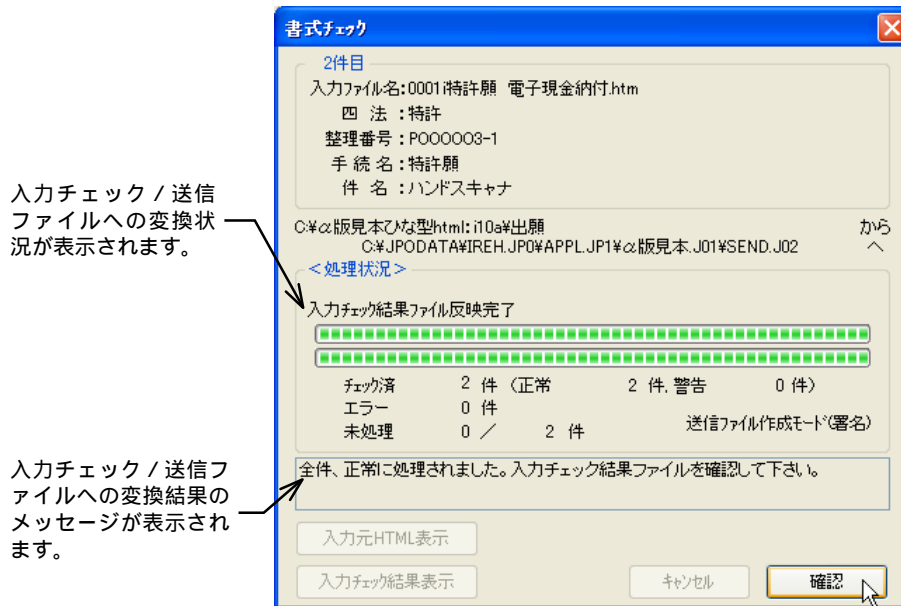 書式チェック
2件目
入力ファイル名:0001i特許願 電子現金納付.htm
四 法 :特許
整理番号 : PO00003-1
手 続 名 :特許願
件 名 :ハンドスキャナ
入力チェック / 送信
ファイルへの変換状
況が表示されます。
C:¥α版見本ひな型html: i10a¥出願 から
C:¥JPODATA¥IREH.JP0¥APPL.JP1¥α版見本.J01¥SEND.J02 へ
<処理状況>
入力チェック結果ファイル反映完了
チェック済 2 件 (正常 2 件, 警告 0 件)
エラー 0 件
未処理 0 / 2 件 送信ファイル作成モード(署名)
入力チェック / 送信フ
ァイルへの変換結果の
メッセージが表示され
ます。
全件、正常に処理されました。入力チェック結果ファイルを確認して下さい。
入力元HTML表示
入力チェック結果表示 キャンセル 確認